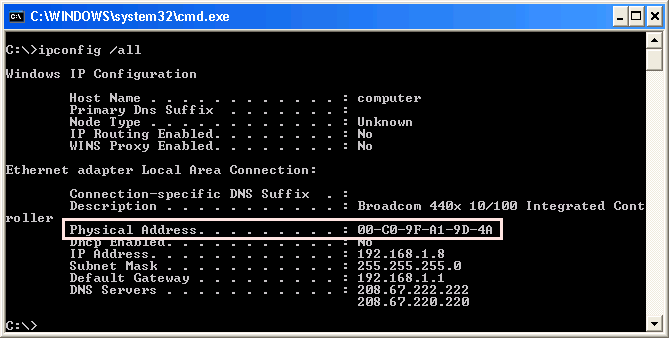 C:\WINDOWS\system32\cmd.exe
C:\>ipconfig /all
Windows IP Configuration
Host Name . . . . . . . . . . . . : computer
Primary Dns Suffix  . . . . . . . :
Node Type . . . . . . . . . . . . : Unknown
IP Routing Enabled. . . . . . . . : No
WINS Proxy Enabled. . . . . . . . : No
Ethernet adapter Local Area Connection:
Connection-specific DNS Suffix  . :
Description . . . . . . . . . . . : Broadcom 440x 10/100 Integrated Cont
roller
Physical Address. . . . . . . . . : 00-C0-9F-A1-9D-4A
Dhcp Enabled. . . . . . . . . . . : No
IP Address. . . . . . . . . . . . : 192.168.1.8
Subnet Mask . . . . . . . . . . . : 255.255.255.0
Default Gateway . . . . . . . . . : 192.168.1.1
DNS Servers . . . . . . . . . . . : 208.67.222.222
208.67.220.220
C:\>